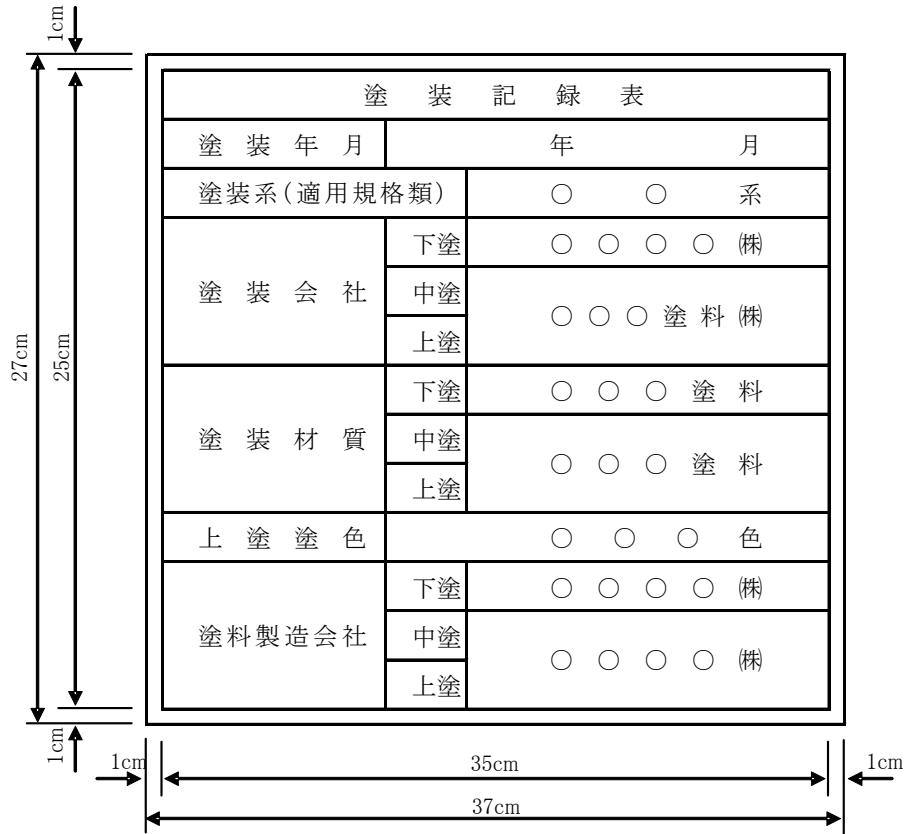 1cm
27cm
25cm
塗装記録表
塗装年月 年 月
塗装系(適用規格類) ○ ○ 系
塗装会社 下塗 ○○○○㈱
中塗 ○○○塗料㈱
上塗
塗装材質 下塗 ○○○塗料
中塗 ○○○塗料
上塗
上塗塗色 ○○○色
塗料製造会社 下塗 ○○○○㈱
中塗 ○○○○㈱
上塗
1cm
1cm 35cm 1cm
37cm